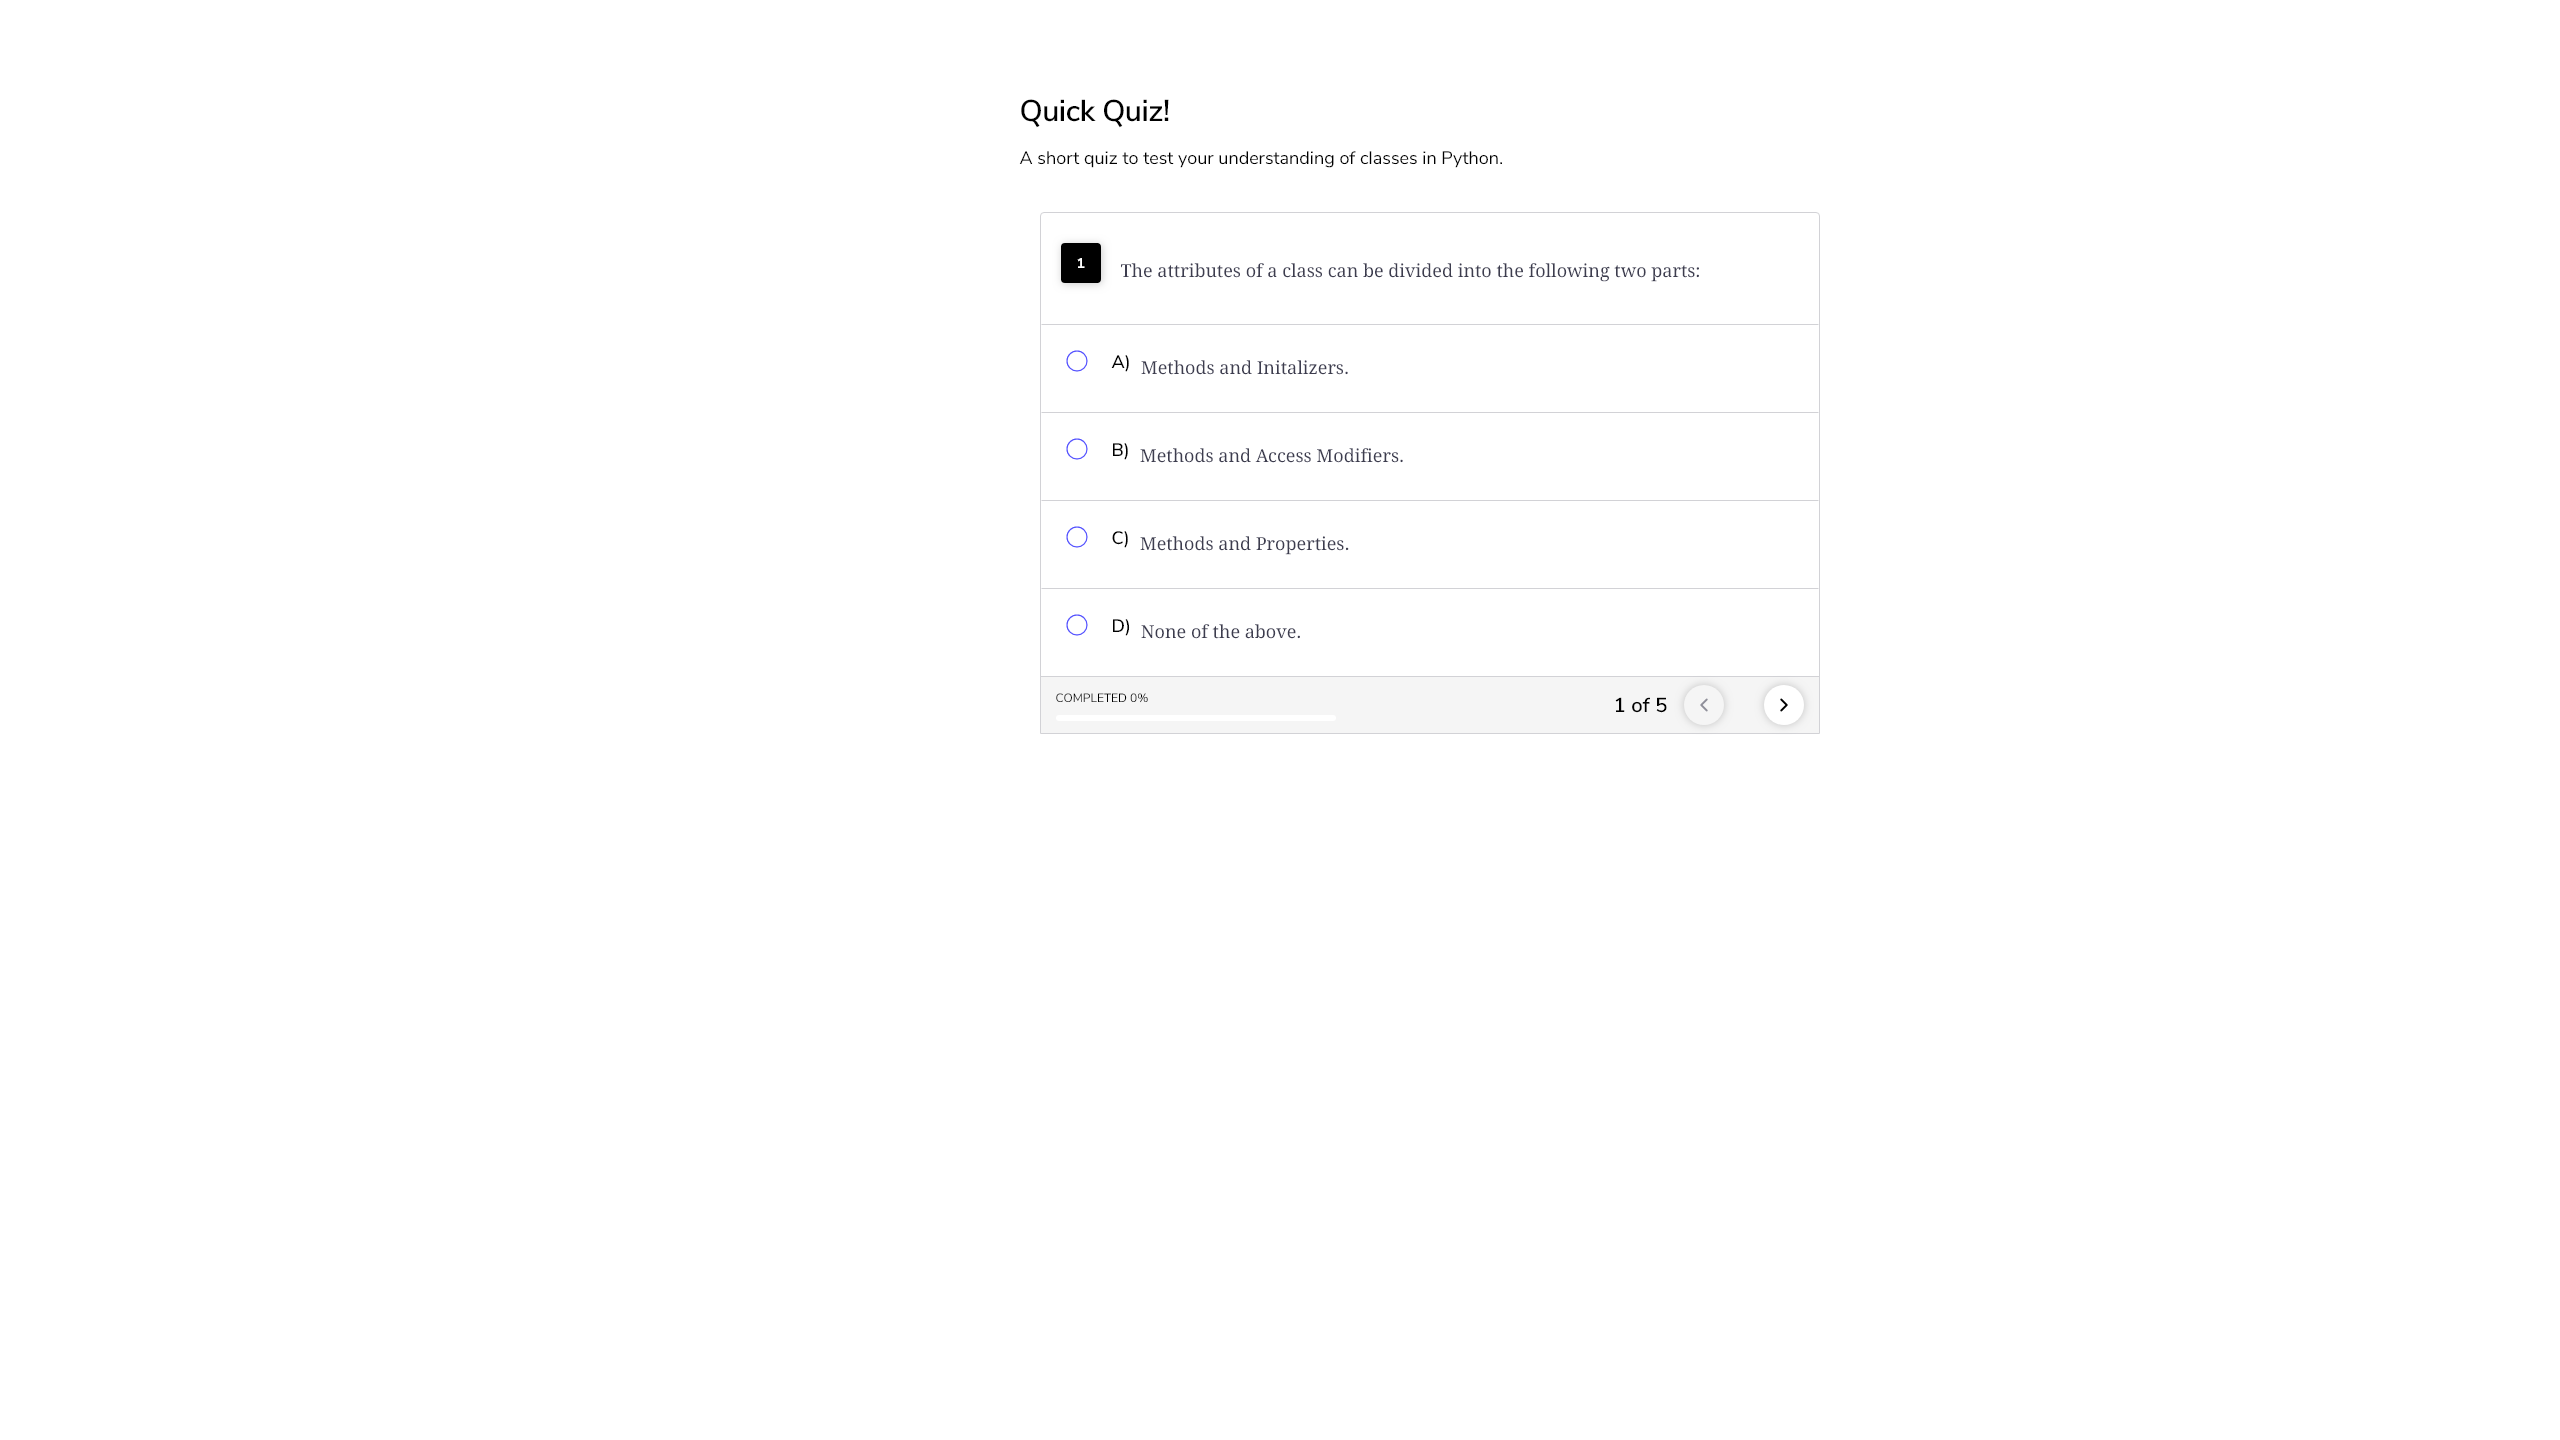 Quick Quiz!
A short quiz to test your understanding of classes in Python.
1
The attributes of a class can be divided into the following two parts:
A) Methods and Initalizers.
B) Methods and Access Modifiers.
C) Methods and Properties.
D) None of the above.
COMPLETED 0%
1 of 5